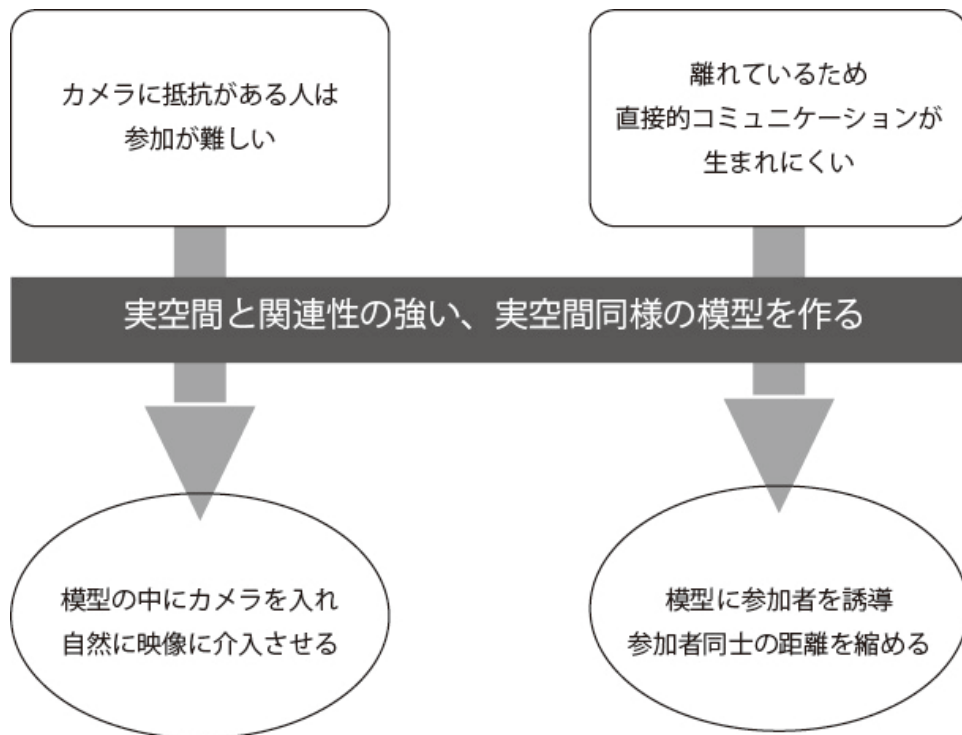 カメラに抵抗がある人は
参加が難しい
離れているため
直接的コミュニケーションが
生まれにくい
実空間と関連性の強い、実空間同様の模型を作る
模型の中にカメラを入れ
自然に映像に介入させる
模型に参加者を誘導
参加者同士の距離を縮める